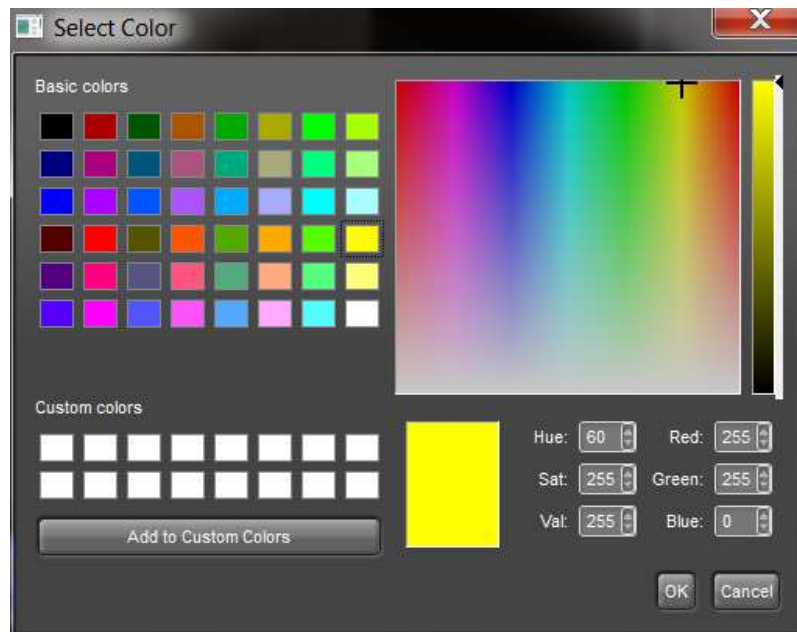 Select Color
Basic colors
Custom colors
Add to Custom Colors
Hue: 60 Red: 255
Sat: 255 Green: 255
Val: 255 Blue: 0
OK Cancel